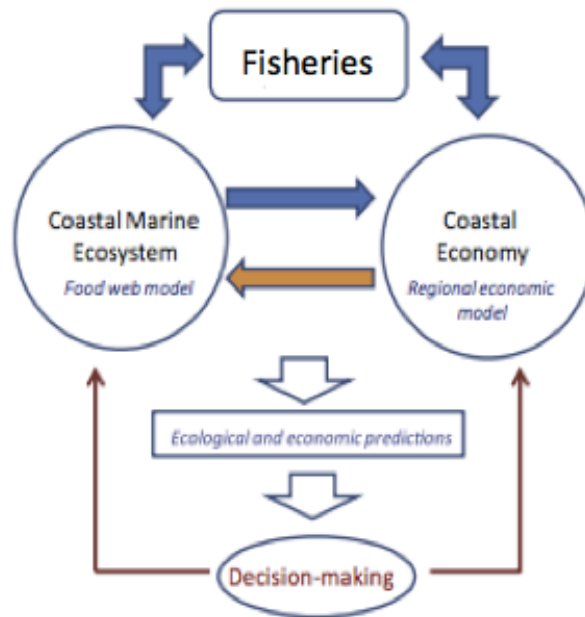 Fisheries
Coastal Marine
Ecosystem
Food web model
Coastal
Economy
Regional economic
model
Ecological and economic predictions
Decision-making